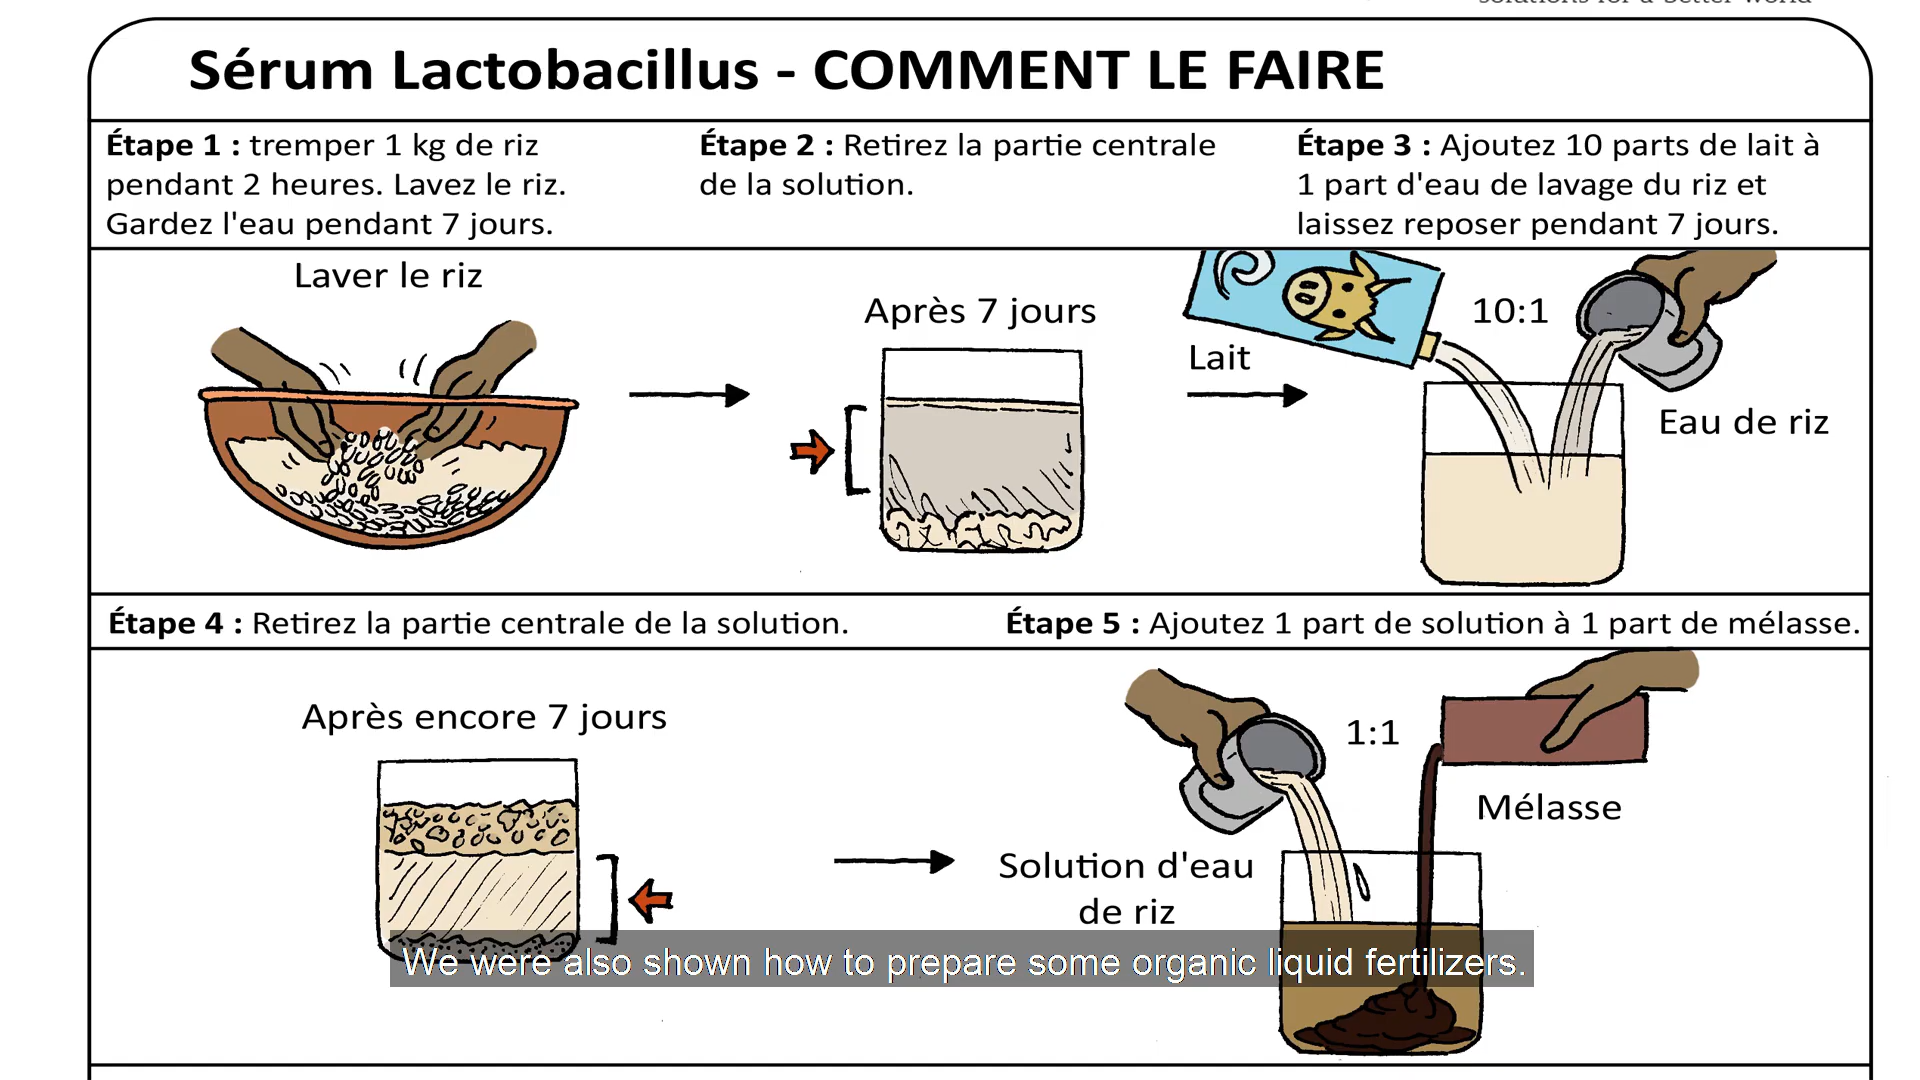 solutions for a better world
Sérum Lactobacillus - COMMENT LE FAIRE
Étape 1 : tremper 1 kg de riz
pendant 2 heures. Lavez le riz.
Gardez l'eau pendant 7 jours.
Étape 2 : Retirez la partie centrale
de la solution.
Étape 3 : Ajoutez 10 parts de lait à
1 part d'eau de lavage du riz et
laissez reposer pendant 7 jours.
Laver le riz
Après 7 jours
Lait
10:1
Eau de riz
Étape 4 : Retirez la partie centrale de la solution.
Étape 5 : Ajoutez 1 part de solution à 1 part de mélasse.
Après encore 7 jours
1:1
Mélasse
Solution d'eau
de riz
We were also shown how to prepare some organic liquid fertilizers.